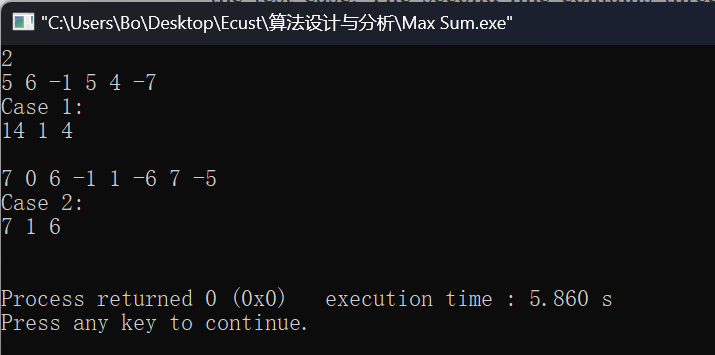 "C:\Users\Bo\Desktop\Ecust\算法设计与分析\Max Sum.exe"
2
5 6 -1 5 4 -7
Case 1:
14 1 4
7 0 6 -1 1 -6 7 -5
Case 2:
7 1 6
Process returned 0 (0x0)   execution time : 5.860 s
Press any key to continue.